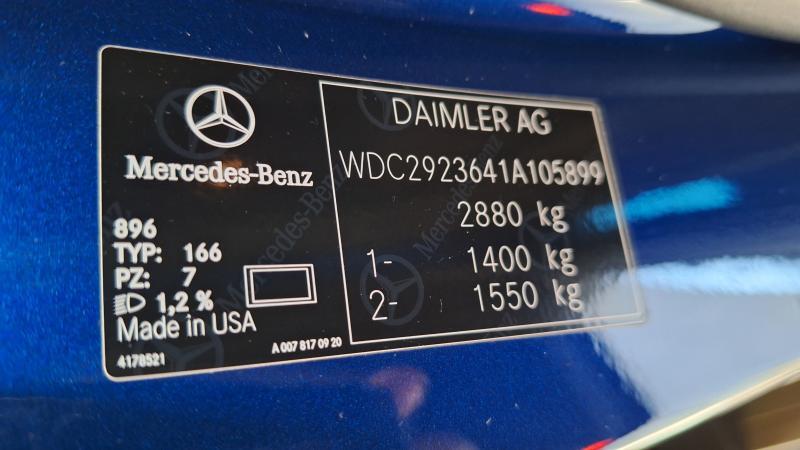 Mercedes-Benz
896
TYP: 166
PZ: 7
1,2 %
Made in USA
4178521
A 007 817 09 20
DAIMLER AG
WDC2923641A105899
2880 kg
1- 1400 kg
2- 1550 kg